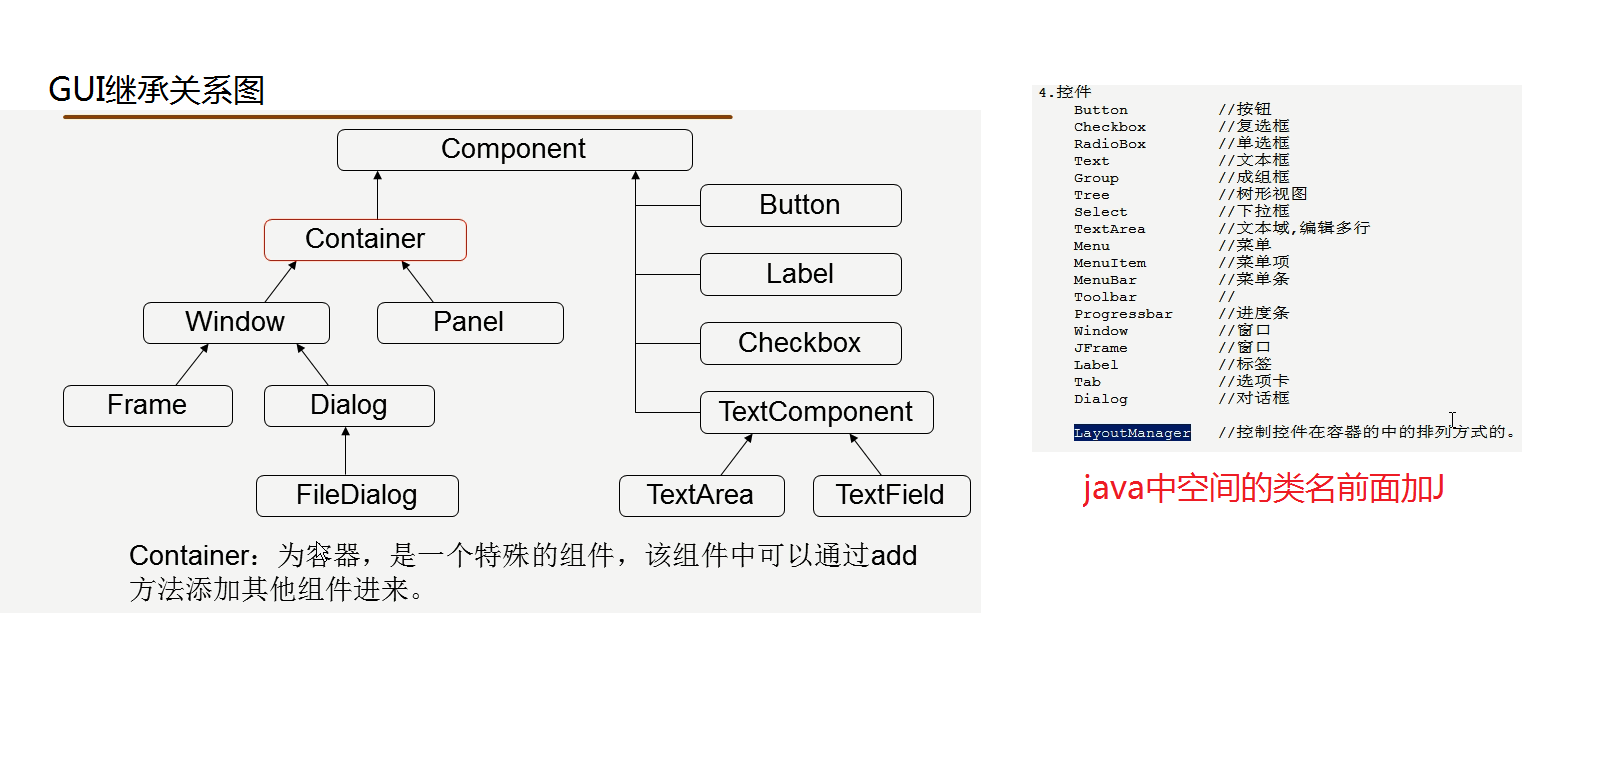 GUI继承关系图
Component
Button
Container
Label
Window
Panel
Checkbox
Frame
Dialog
TextComponent
FileDialog
TextArea
TextField
Container：为容器，是一个特殊的组件，该组件中可以通过add
方法添加其他组件进来。
4.控件
Button //按钮
Checkbox //复选框
RadioBox //单选框
Text //文本框
Group //成组框
Tree //树形视图
Select //下拉框
TextArea //文本域,编辑多行
Menu //菜单
MenuItem //菜单项
MenuBar //菜单条
Toolbar //
Progressbar //进度条
Window //窗口
JFrame //窗口
Label //标签
Tab //选项卡
Dialog //对话框
LayoutManager //控制控件在容器的中的排列方式的。
java中空间的类名前面加J